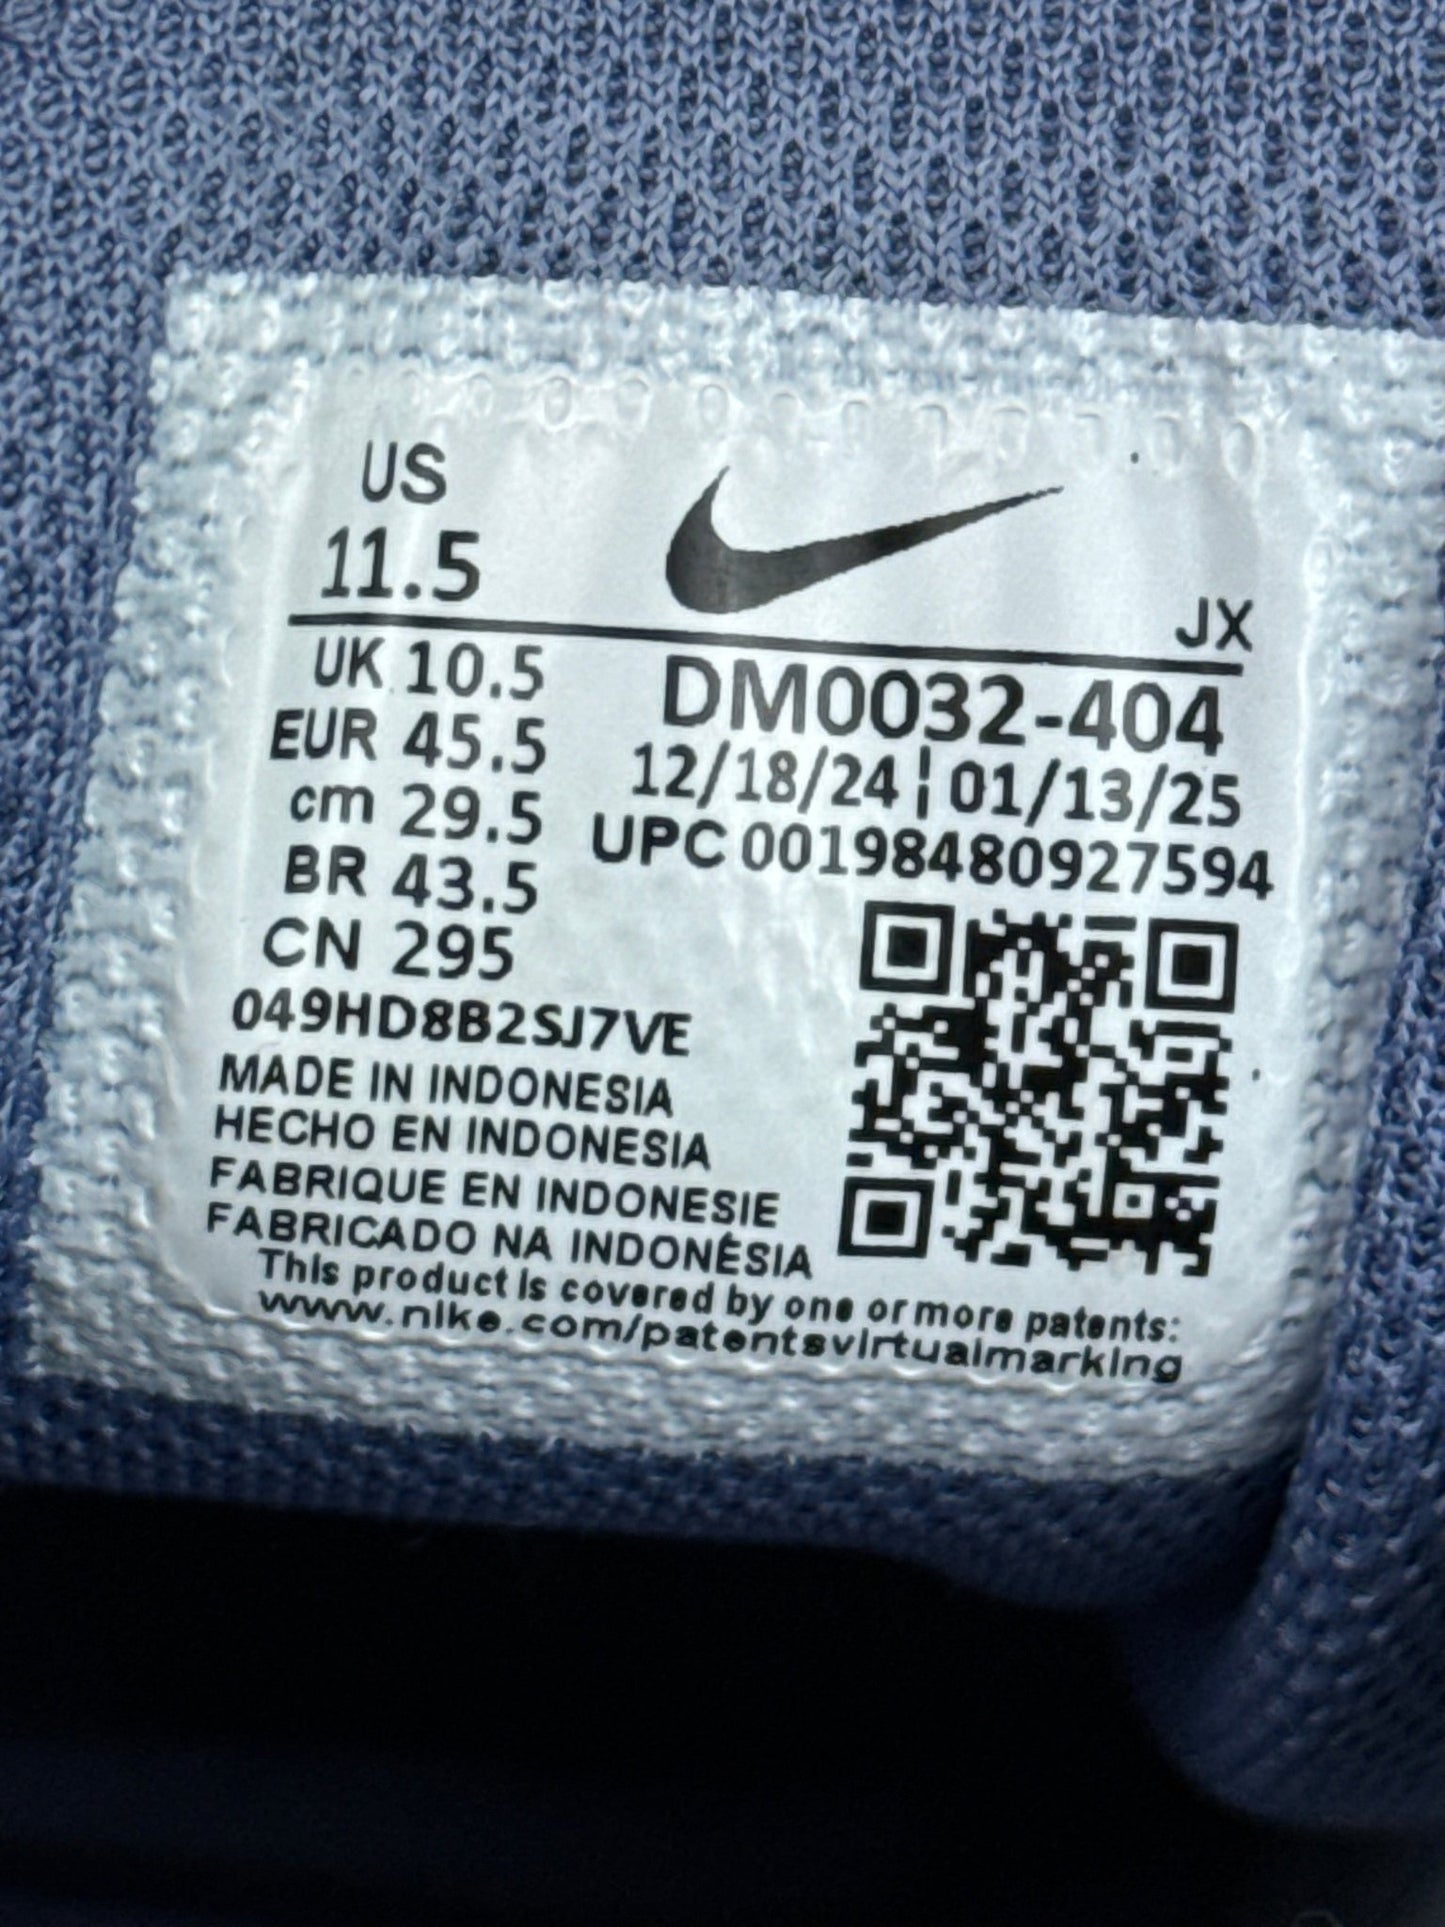 US
11.5
JX
UK 10.5
EUR 45.5
cm 29.5
BR 43.5
CN 295
DM0032-404
12/18/24 ¦ 01/13/25
UPC 00198480927594
049HD8B2SJ7VE
MADE IN INDONESIA
HECHO EN INDONESIA
FABRIQUE EN INDONESIE
FABRICADO NA INDONÉSIA
This product is covered by one or more patents:
www.nike.com/patentsvirtualmarking